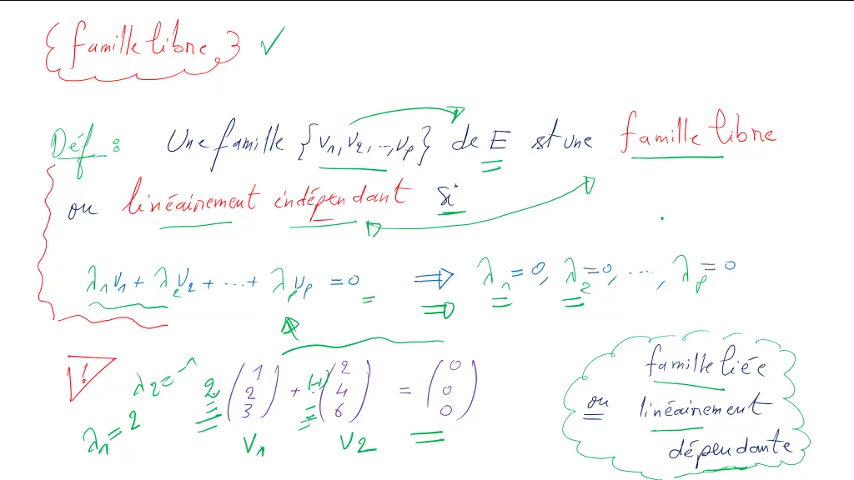 {famille libre} ✓
Déf : Une famille {v₁, v₂, ..., vₚ} de E est une famille libre
ou linéairement indépendant si
λ₁v₁ + λ₂v₂ + ... + λₚvₚ = 0 ⟹ λ₁ = 0, λ₂ = 0, ..., λₚ = 0
! λ₂ = -1 λ₁ = 2
2 (1 2 3) + (-1) (2 4 6) = (0 0 0)
v₁ v₂
famille liée
ou linéairement
dépendante